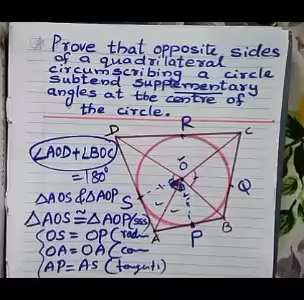 Prove that opposite sides
of a quadrilateral
circumscribing a circle
subtend supplementary
angles at the centre of
the circle.
D R C
∠AOD+∠BOC
= 180°
O
ΔAOS & ΔAOP S Q
ΔAOS ≅ ΔAOP (SSS)
A P B
OS = OP (radii
OA = OA (com
AP = AS (tangents)